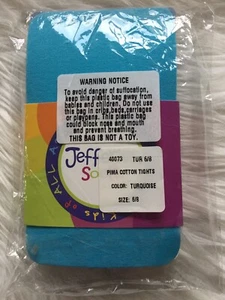 WARNING NOTICE
To avoid danger of suffocation,
keep this plastic bag away from
babies and children. Do not use
this bag in cribs,beds,carriages
or playpens. This plastic bag
could block nose and mouth
and prevent breathing.
THIS BAG IS NOT A TOY.
Jeff
So
40073 TUR 6/8
PIMA COTTON TIGHTS
COLOR: TURQUOISE
SIZE: 6/8
kids of ALL A